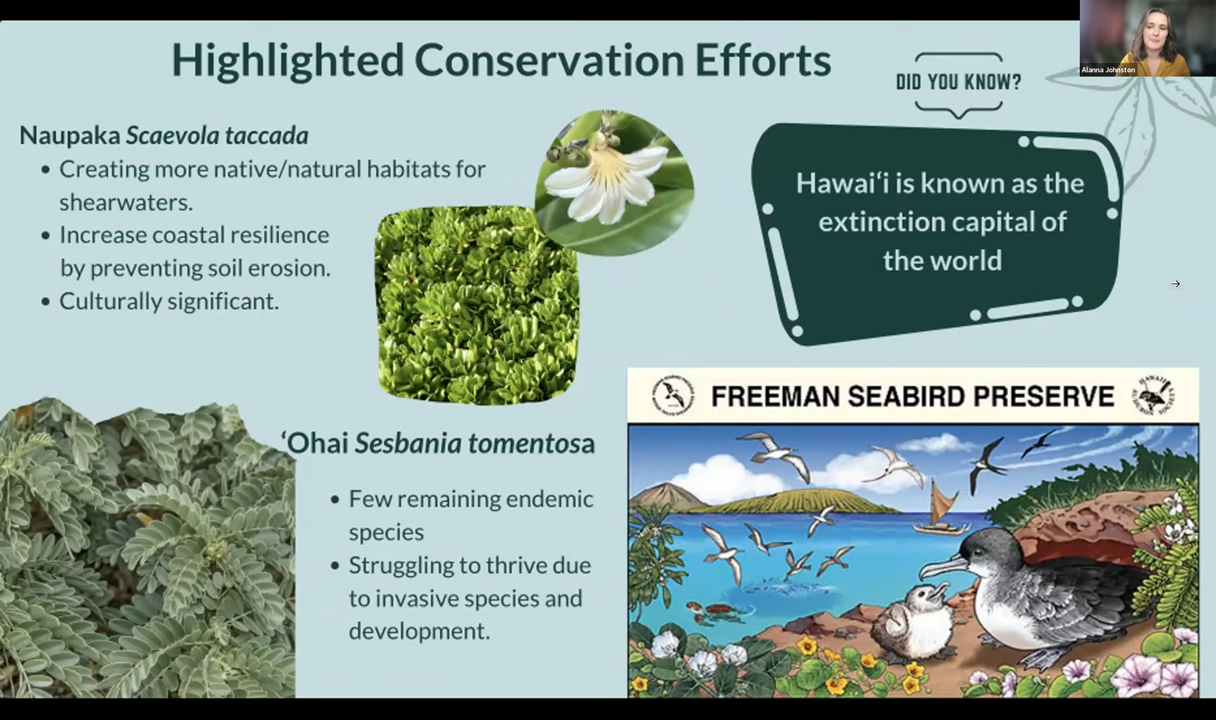 Highlighted Conservation Efforts
Naupaka Scaevola taccada
• Creating more native/natural habitats for
shearwaters.
• Increase coastal resilience
by preventing soil erosion.
• Culturally significant.
DID YOU KNOW?
Hawaiʻi is known as the
extinction capital of
the world
Alanna Johnston
ʻOhai Sesbania tomentosa
• Few remaining endemic
species
• Struggling to thrive due
to invasive species and
development.
FREEMAN SEABIRD PRESERVE